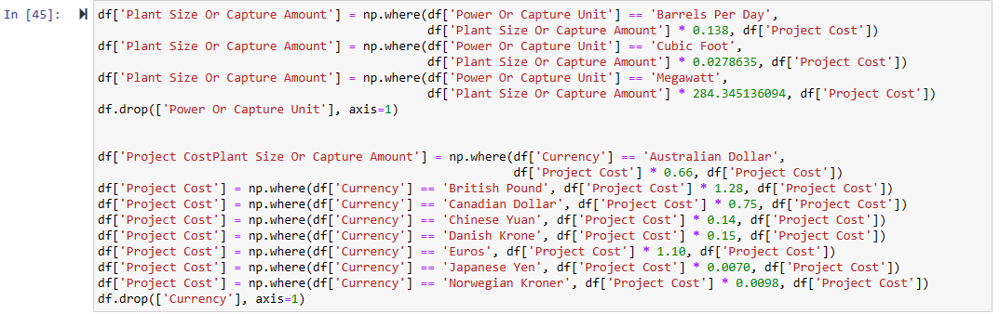 In [45]:
df['Plant Size Or Capture Amount'] = np.where(df['Power Or Capture Unit'] == 'Barrels Per Day',
df['Plant Size Or Capture Amount'] * 0.138, df['Project Cost'])
df['Plant Size Or Capture Amount'] = np.where(df['Power Or Capture Unit'] == 'Cubic Foot',
df['Plant Size Or Capture Amount'] * 0.0278635, df['Project Cost'])
df['Plant Size Or Capture Amount'] = np.where(df['Power Or Capture Unit'] == 'Megawatt',
df['Plant Size Or Capture Amount'] * 284.345136094, df['Project Cost'])
df.drop(['Power Or Capture Unit'], axis=1)
df['Project CostPlant Size Or Capture Amount'] = np.where(df['Currency'] == 'Australian Dollar',
df['Project Cost'] * 0.66, df['Project Cost'])
df['Project Cost'] = np.where(df['Currency'] == 'British Pound', df['Project Cost'] * 1.28, df['Project Cost'])
df['Project Cost'] = np.where(df['Currency'] == 'Canadian Dollar', df['Project Cost'] * 0.75, df['Project Cost'])
df['Project Cost'] = np.where(df['Currency'] == 'Chinese Yuan', df['Project Cost'] * 0.14, df['Project Cost'])
df['Project Cost'] = np.where(df['Currency'] == 'Danish Krone', df['Project Cost'] * 0.15, df['Project Cost'])
df['Project Cost'] = np.where(df['Currency'] == 'Euros', df['Project Cost'] * 1.10, df['Project Cost'])
df['Project Cost'] = np.where(df['Currency'] == 'Japanese Yen', df['Project Cost'] * 0.0070, df['Project Cost'])
df['Project Cost'] = np.where(df['Currency'] == 'Norwegian Kroner', df['Project Cost'] * 0.0098, df['Project Cost'])
df.drop(['Currency'], axis=1)